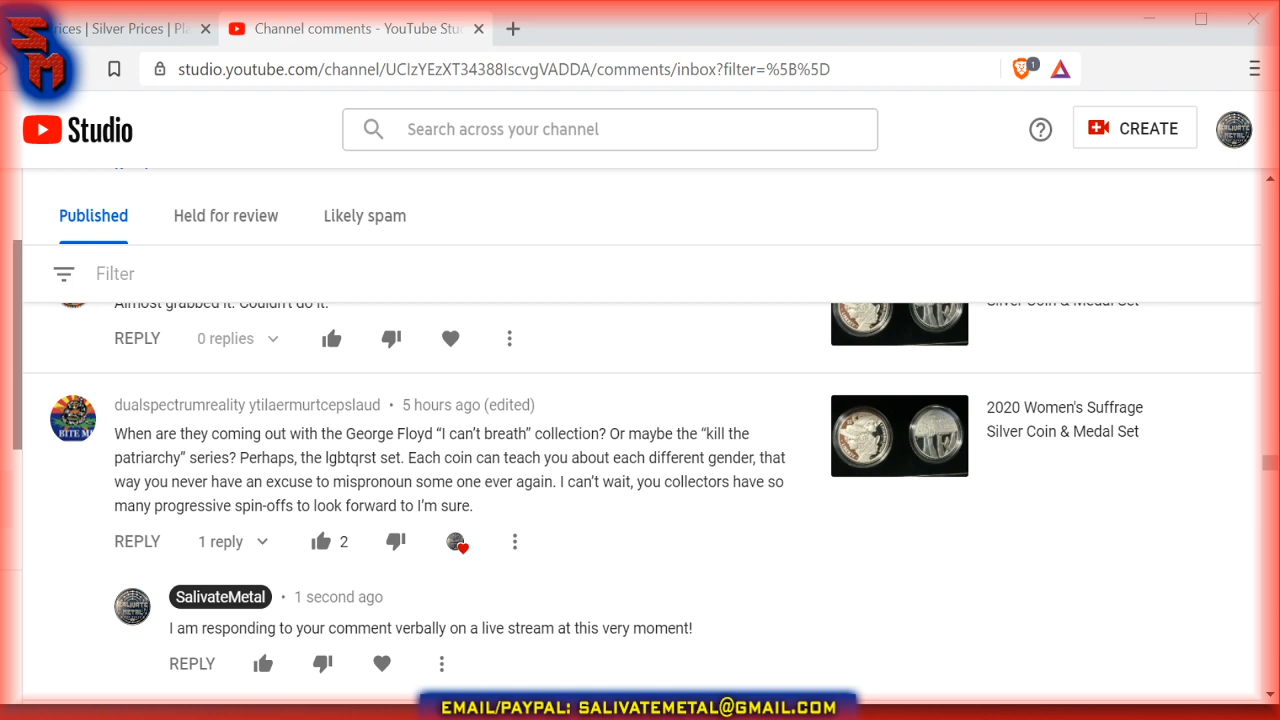 SM
rices | Silver Prices | Pl
Channel comments - YouTube Stu
studio.youtube.com/channel/UCIzYEzXT34388IscvgVADDA/comments/inbox?filter=%5B%5D
1
Studio
Search across your channel
CREATE
Published
Held for review
Likely spam
Filter
Almost grabbed it. Couldn't do it.
Silver Coin & Medal Set
REPLY
0 replies
dualspectrumreality ytilaermurtcepslaud • 5 hours ago (edited)
When are they coming out with the George Floyd “I can’t breath” collection? Or maybe the “kill the
patriarchy” series? Perhaps, the lgbtqrst set. Each coin can teach you about each different gender, that
way you never have an excuse to mispronoun some one ever again. I can’t wait, you collectors have so
many progressive spin-offs to look forward to I’m sure.
2020 Women's Suffrage
Silver Coin & Medal Set
BITE ME
REPLY
1 reply
2
SalivateMetal • 1 second ago
I am responding to your comment verbally on a live stream at this very moment!
REPLY
EMAIL/PAYPAL: SALIVATEMETAL@GMAIL.COM